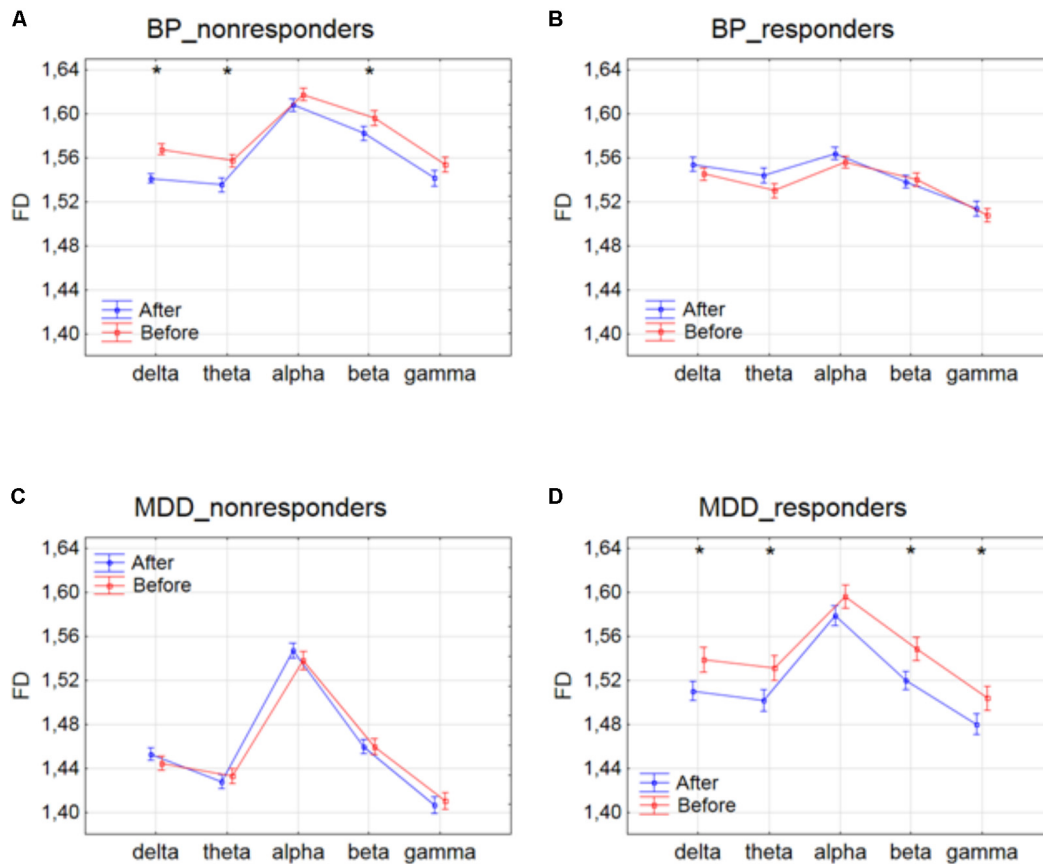 A
BP_nonresponders
* * *
1,64
1,60
1,56
1,52
1,48
1,44
1,40
FD
After
Before
delta theta alpha beta gamma
B
BP_responders
1,64
1,60
1,56
1,52
1,48
1,44
1,40
FD
After
Before
delta theta alpha beta gamma
C
MDD_nonresponders
1,64
1,60
1,56
1,52
1,48
1,44
1,40
FD
After
Before
delta theta alpha beta gamma
D
MDD_responders
* * * *
1,64
1,60
1,56
1,52
1,48
1,44
1,40
FD
After
Before
delta theta alpha beta gamma